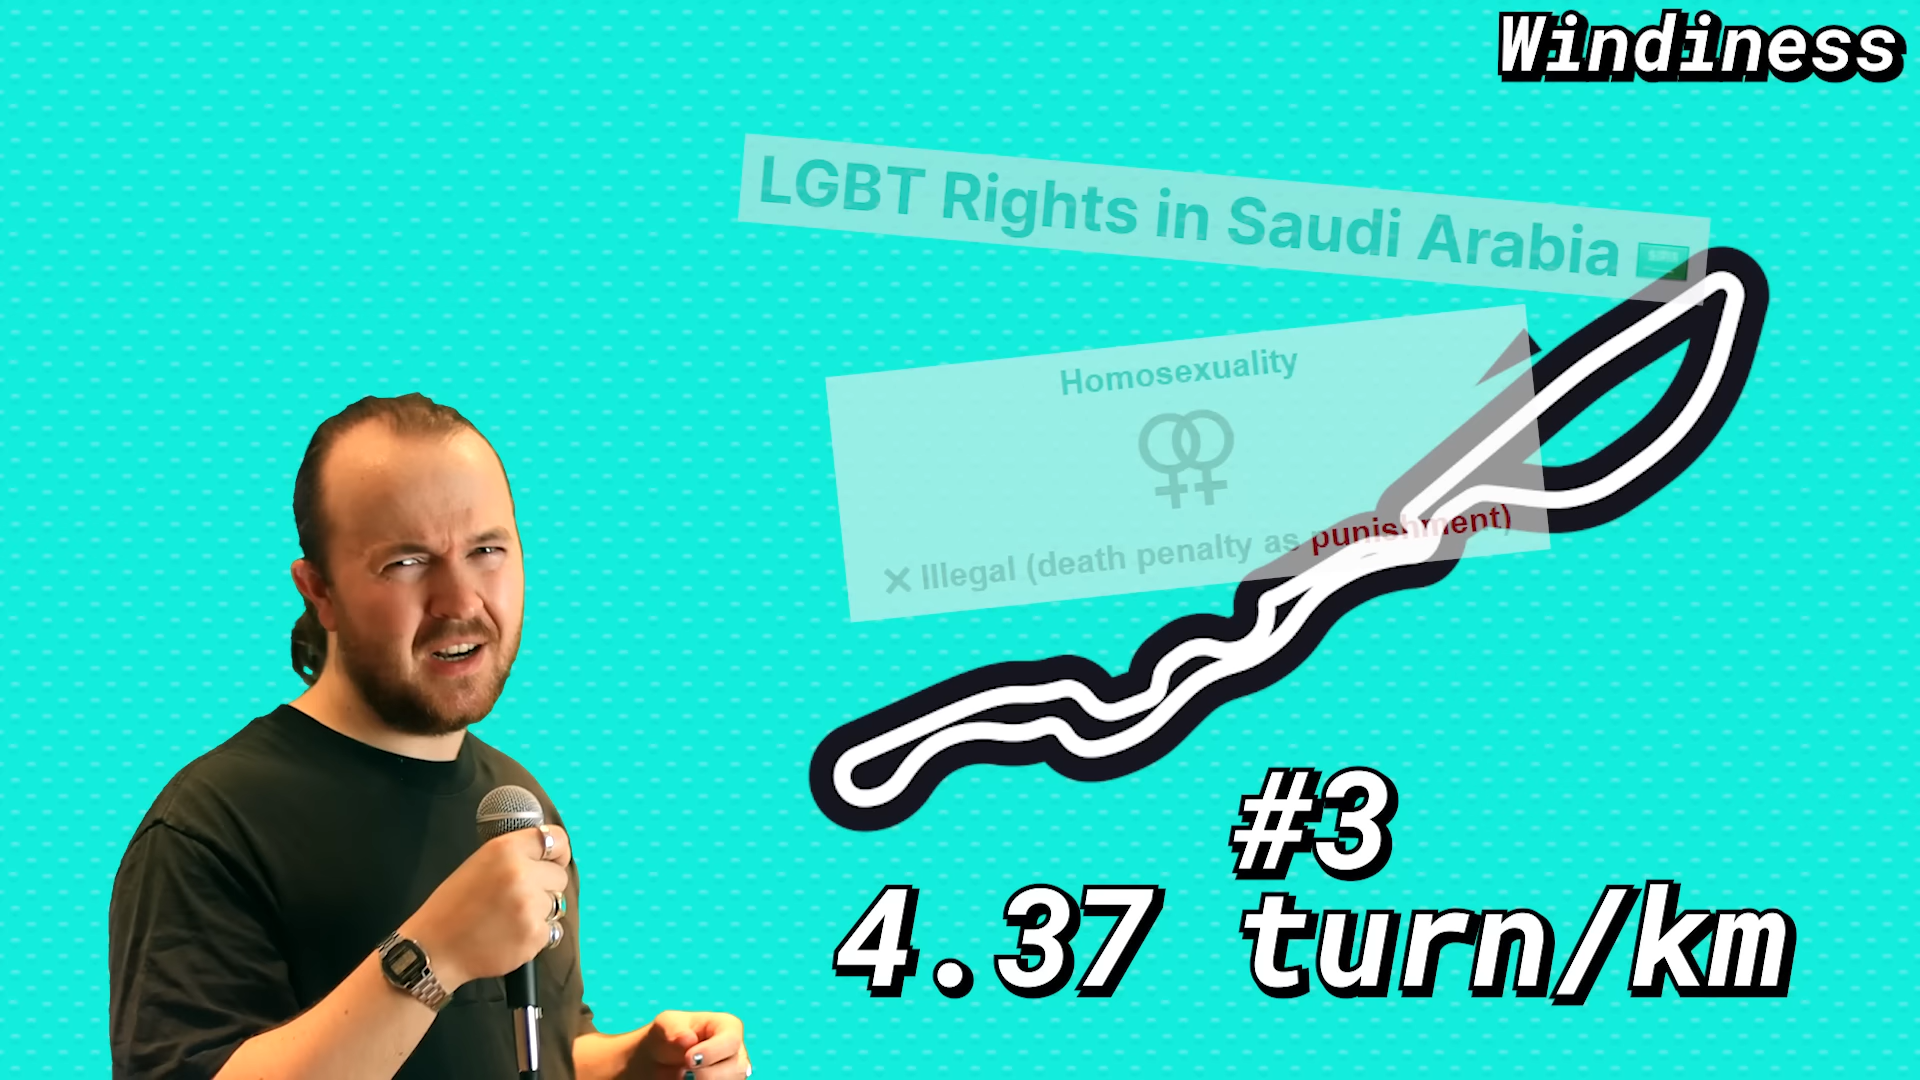 Windiness
LGBT Rights in Saudi Arabia
Homosexuality
Illegal (death penalty as punishment)
#3
4.37 turn/km